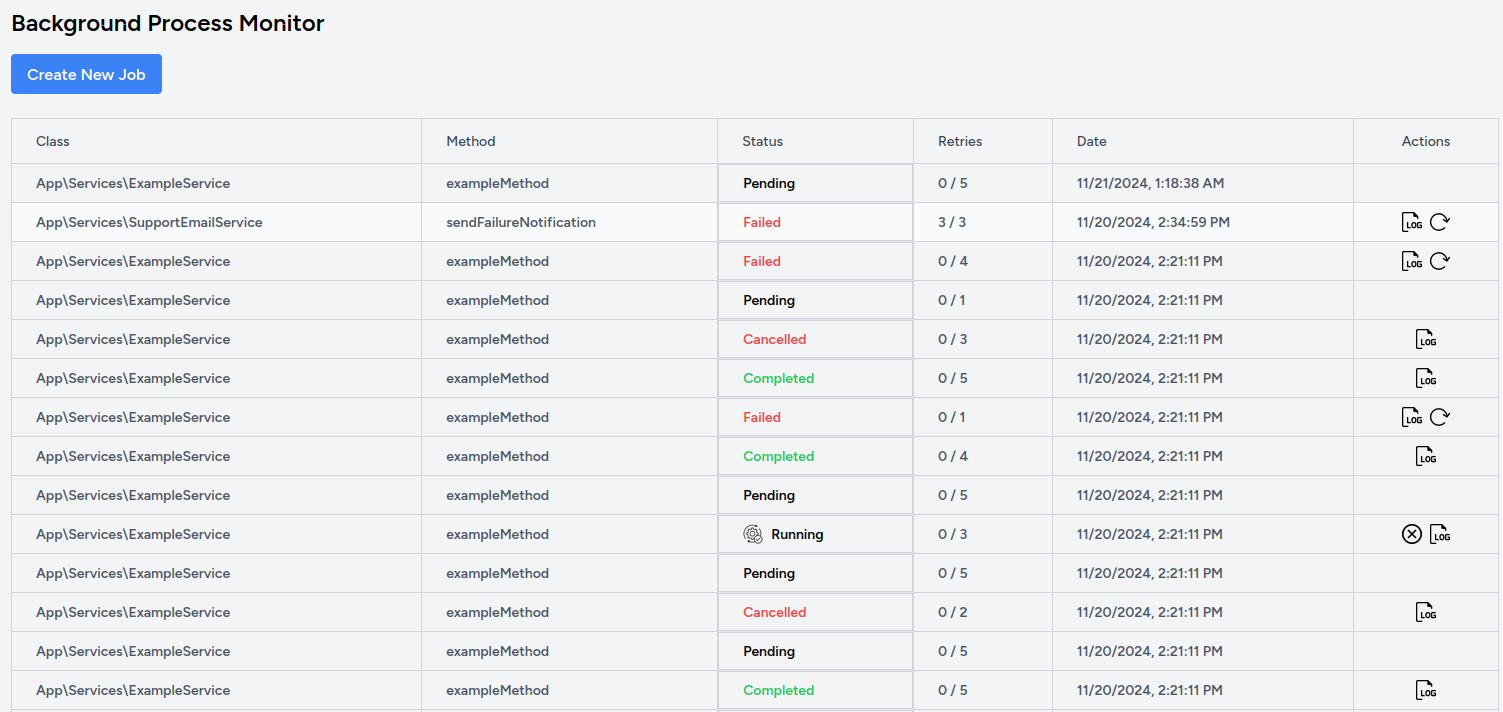 Background Process Monitor
Create New Job
Class Method Status Retries Date Actions
App\Services\ExampleService exampleMethod Pending 0 / 5 11/21/2024, 1:18:38 AM
App\Services\SupportEmailService sendFailureNotification Failed 3 / 3 11/20/2024, 2:34:59 PM LOG
App\Services\ExampleService exampleMethod Failed 0 / 4 11/20/2024, 2:21:11 PM LOG
App\Services\ExampleService exampleMethod Pending 0 / 1 11/20/2024, 2:21:11 PM
App\Services\ExampleService exampleMethod Cancelled 0 / 3 11/20/2024, 2:21:11 PM LOG
App\Services\ExampleService exampleMethod Completed 0 / 5 11/20/2024, 2:21:11 PM LOG
App\Services\ExampleService exampleMethod Failed 0 / 1 11/20/2024, 2:21:11 PM LOG
App\Services\ExampleService exampleMethod Completed 0 / 4 11/20/2024, 2:21:11 PM LOG
App\Services\ExampleService exampleMethod Pending 0 / 5 11/20/2024, 2:21:11 PM
App\Services\ExampleService exampleMethod Running 0 / 3 11/20/2024, 2:21:11 PM LOG
App\Services\ExampleService exampleMethod Pending 0 / 5 11/20/2024, 2:21:11 PM
App\Services\ExampleService exampleMethod Cancelled 0 / 2 11/20/2024, 2:21:11 PM LOG
App\Services\ExampleService exampleMethod Pending 0 / 5 11/20/2024, 2:21:11 PM
App\Services\ExampleService exampleMethod Completed 0 / 5 11/20/2024, 2:21:11 PM LOG